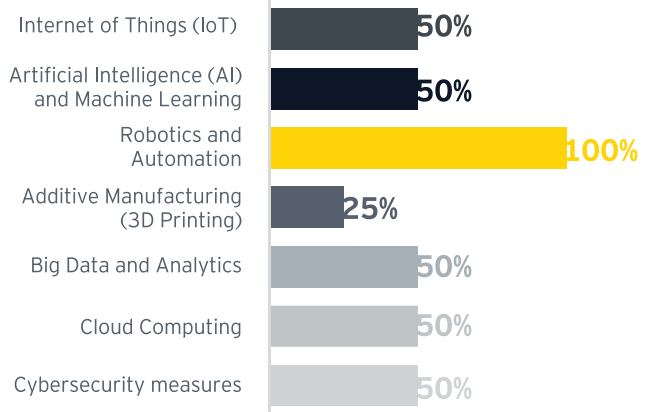 Internet of Things (IoT)
50%
Artificial Intelligence (AI)
and Machine Learning
50%
Robotics and
Automation
100%
Additive Manufacturing
(3D Printing)
25%
Big Data and Analytics
50%
Cloud Computing
50%
Cybersecurity measures
50%